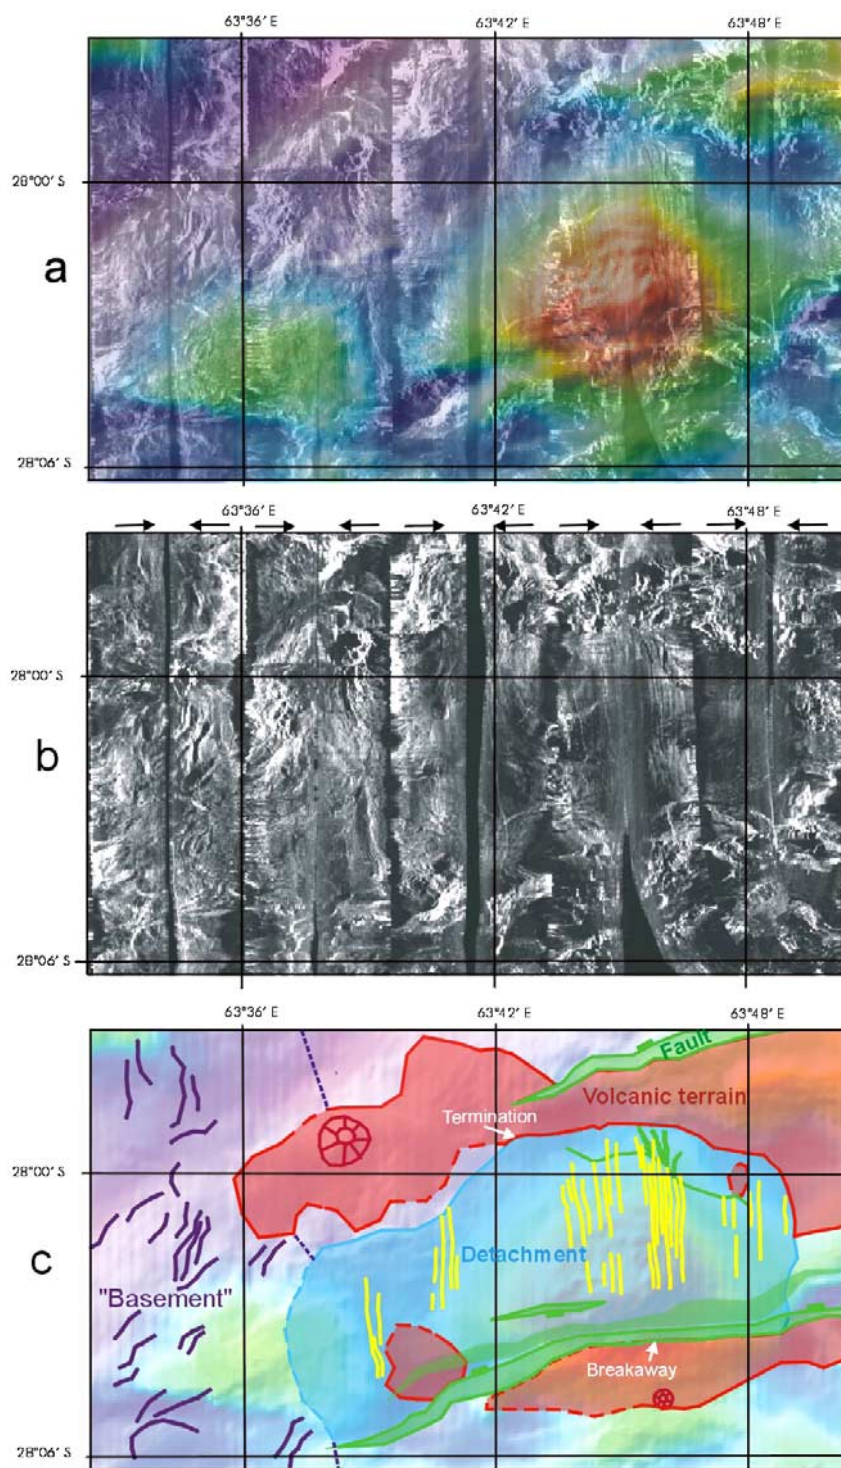 63°36′ E 63°42′ E 63°48′ E
28°00′ S
a
28°06′ S
63°36′ E 63°42′ E 63°48′ E
28°00′ S
b
28°06′ S
63°36′ E 63°42′ E 63°48′ E
Fault
Volcanic terrain
Termination
28°00′ S
Detachment
c
"Basement"
Breakaway
28°06′ S